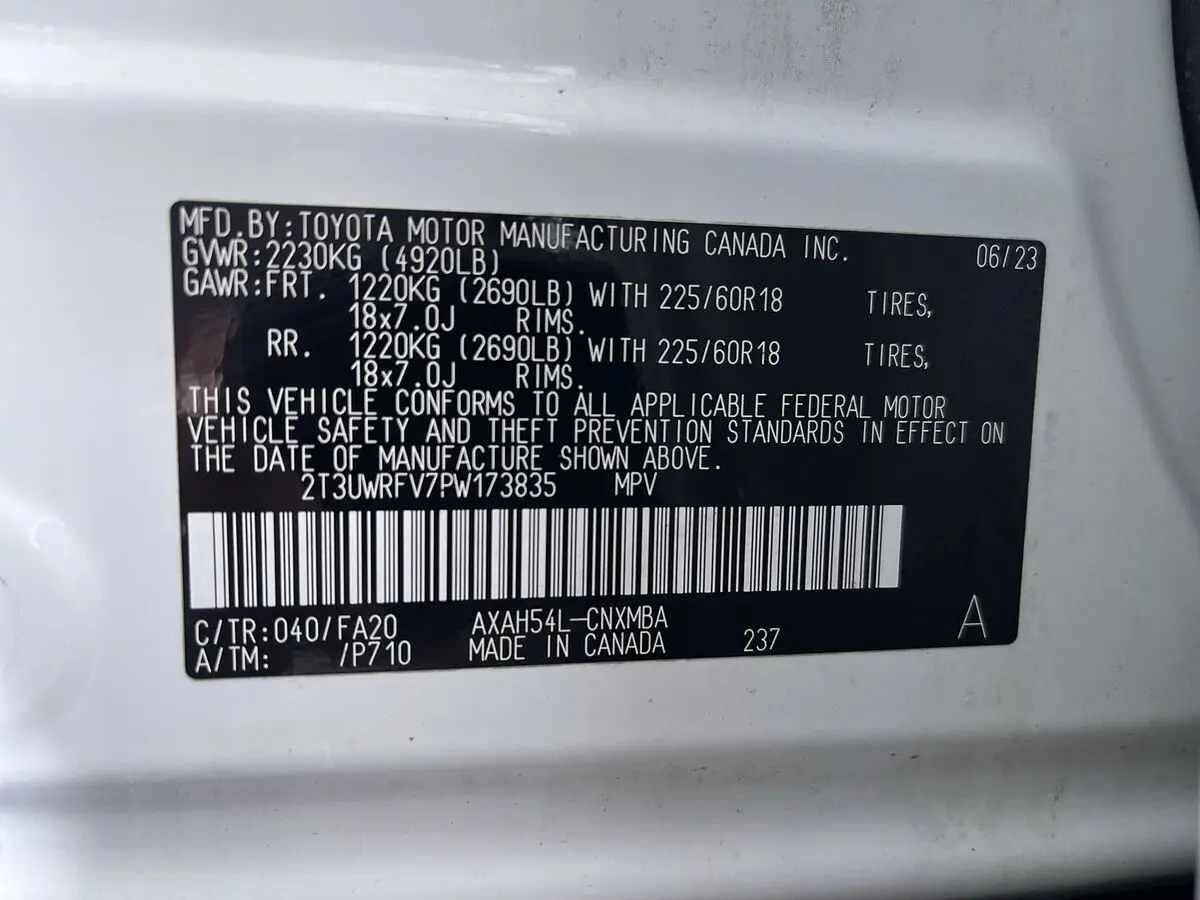 MFD.BY:TOYOTA MOTOR MANUFACTURING CANADA INC. 06/23
GVWR:2230KG (4920LB)
GAWR:FRT. 1220KG (2690LB) WITH 225/60R18 TIRES,
18x7.0J RIMS.
RR. 1220KG (2690LB) WITH 225/60R18 TIRES,
18x7.0J RIMS.
THIS VEHICLE CONFORMS TO ALL APPLICABLE FEDERAL MOTOR
VEHICLE SAFETY AND THEFT PREVENTION STANDARDS IN EFFECT ON
THE DATE OF MANUFACTURE SHOWN ABOVE.
2T3UWRFV7PW173835 MPV
C/TR:040/FA20 AXAH54L-CNXMBA
A/TM: /P710 MADE IN CANADA 237 A